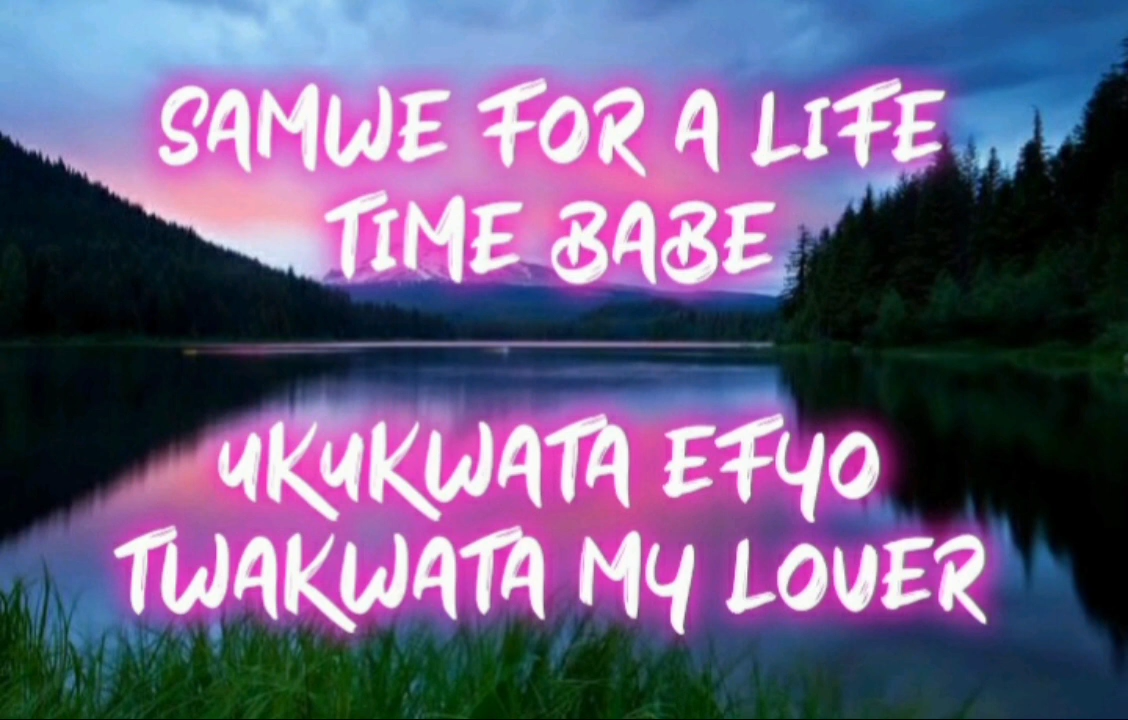 SAMWE FOR A LIFE
TIME BABE
UKUKWATA EFYO
TWAKWATA MY LOVER